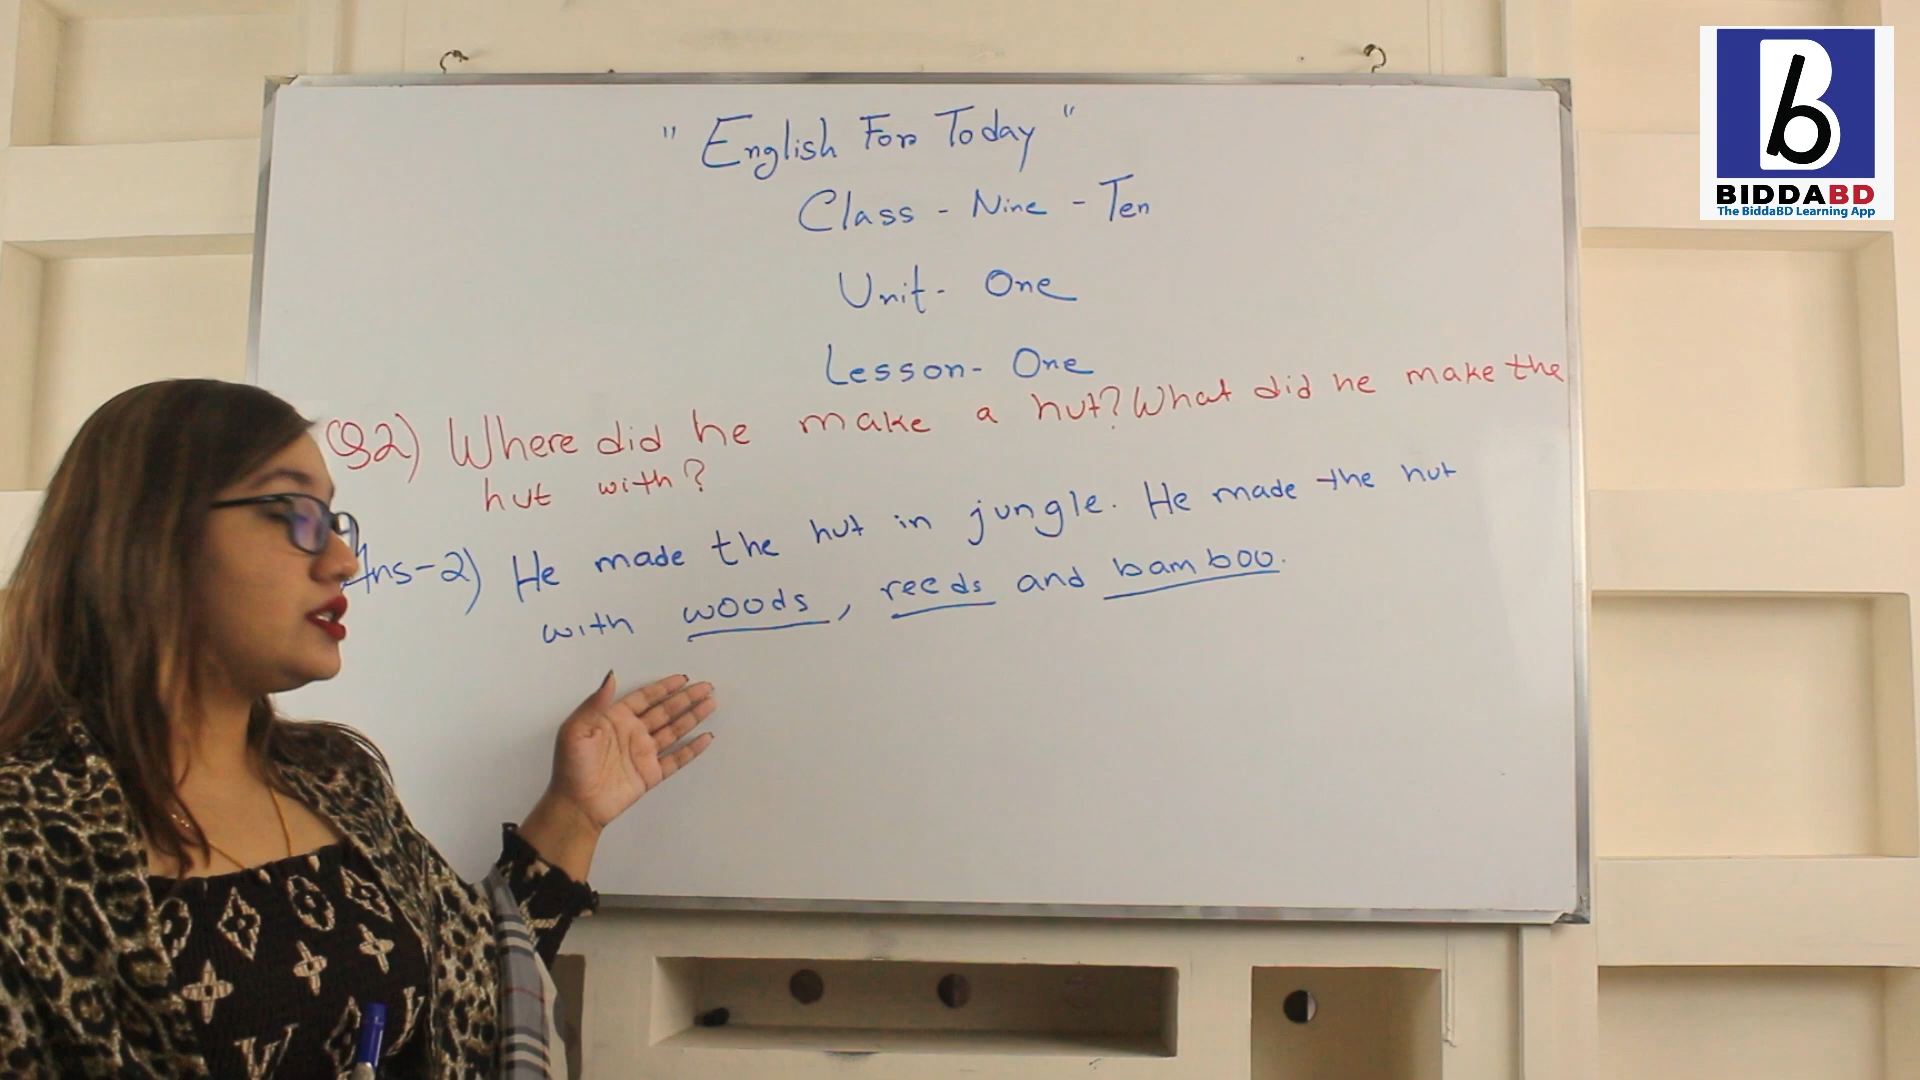 " English For Today "
Class - Nine - Ten
Unit - One
Lesson - One
Q2) Where did he make a hut? What did he make the
hut with?
Ans-2) He made the hut in jungle. He made the hut
with woods, reeds and bamboo.
b
BIDDABD
The BiddaBD Learning App